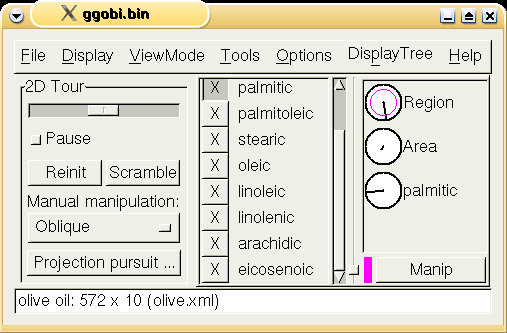 ggobi.bin
File Display ViewMode Tools Options DisplayTree Help
2D Tour
Pause
Reinit Scramble
Manual manipulation:
Oblique
Projection pursuit ...
X palmitic
X palmitoleic
X stearic
X oleic
X linoleic
X linolenic
X arachidic
X eicosenoic
Region
Area
palmitic
Manip
olive oil: 572 x 10 (olive.xml)